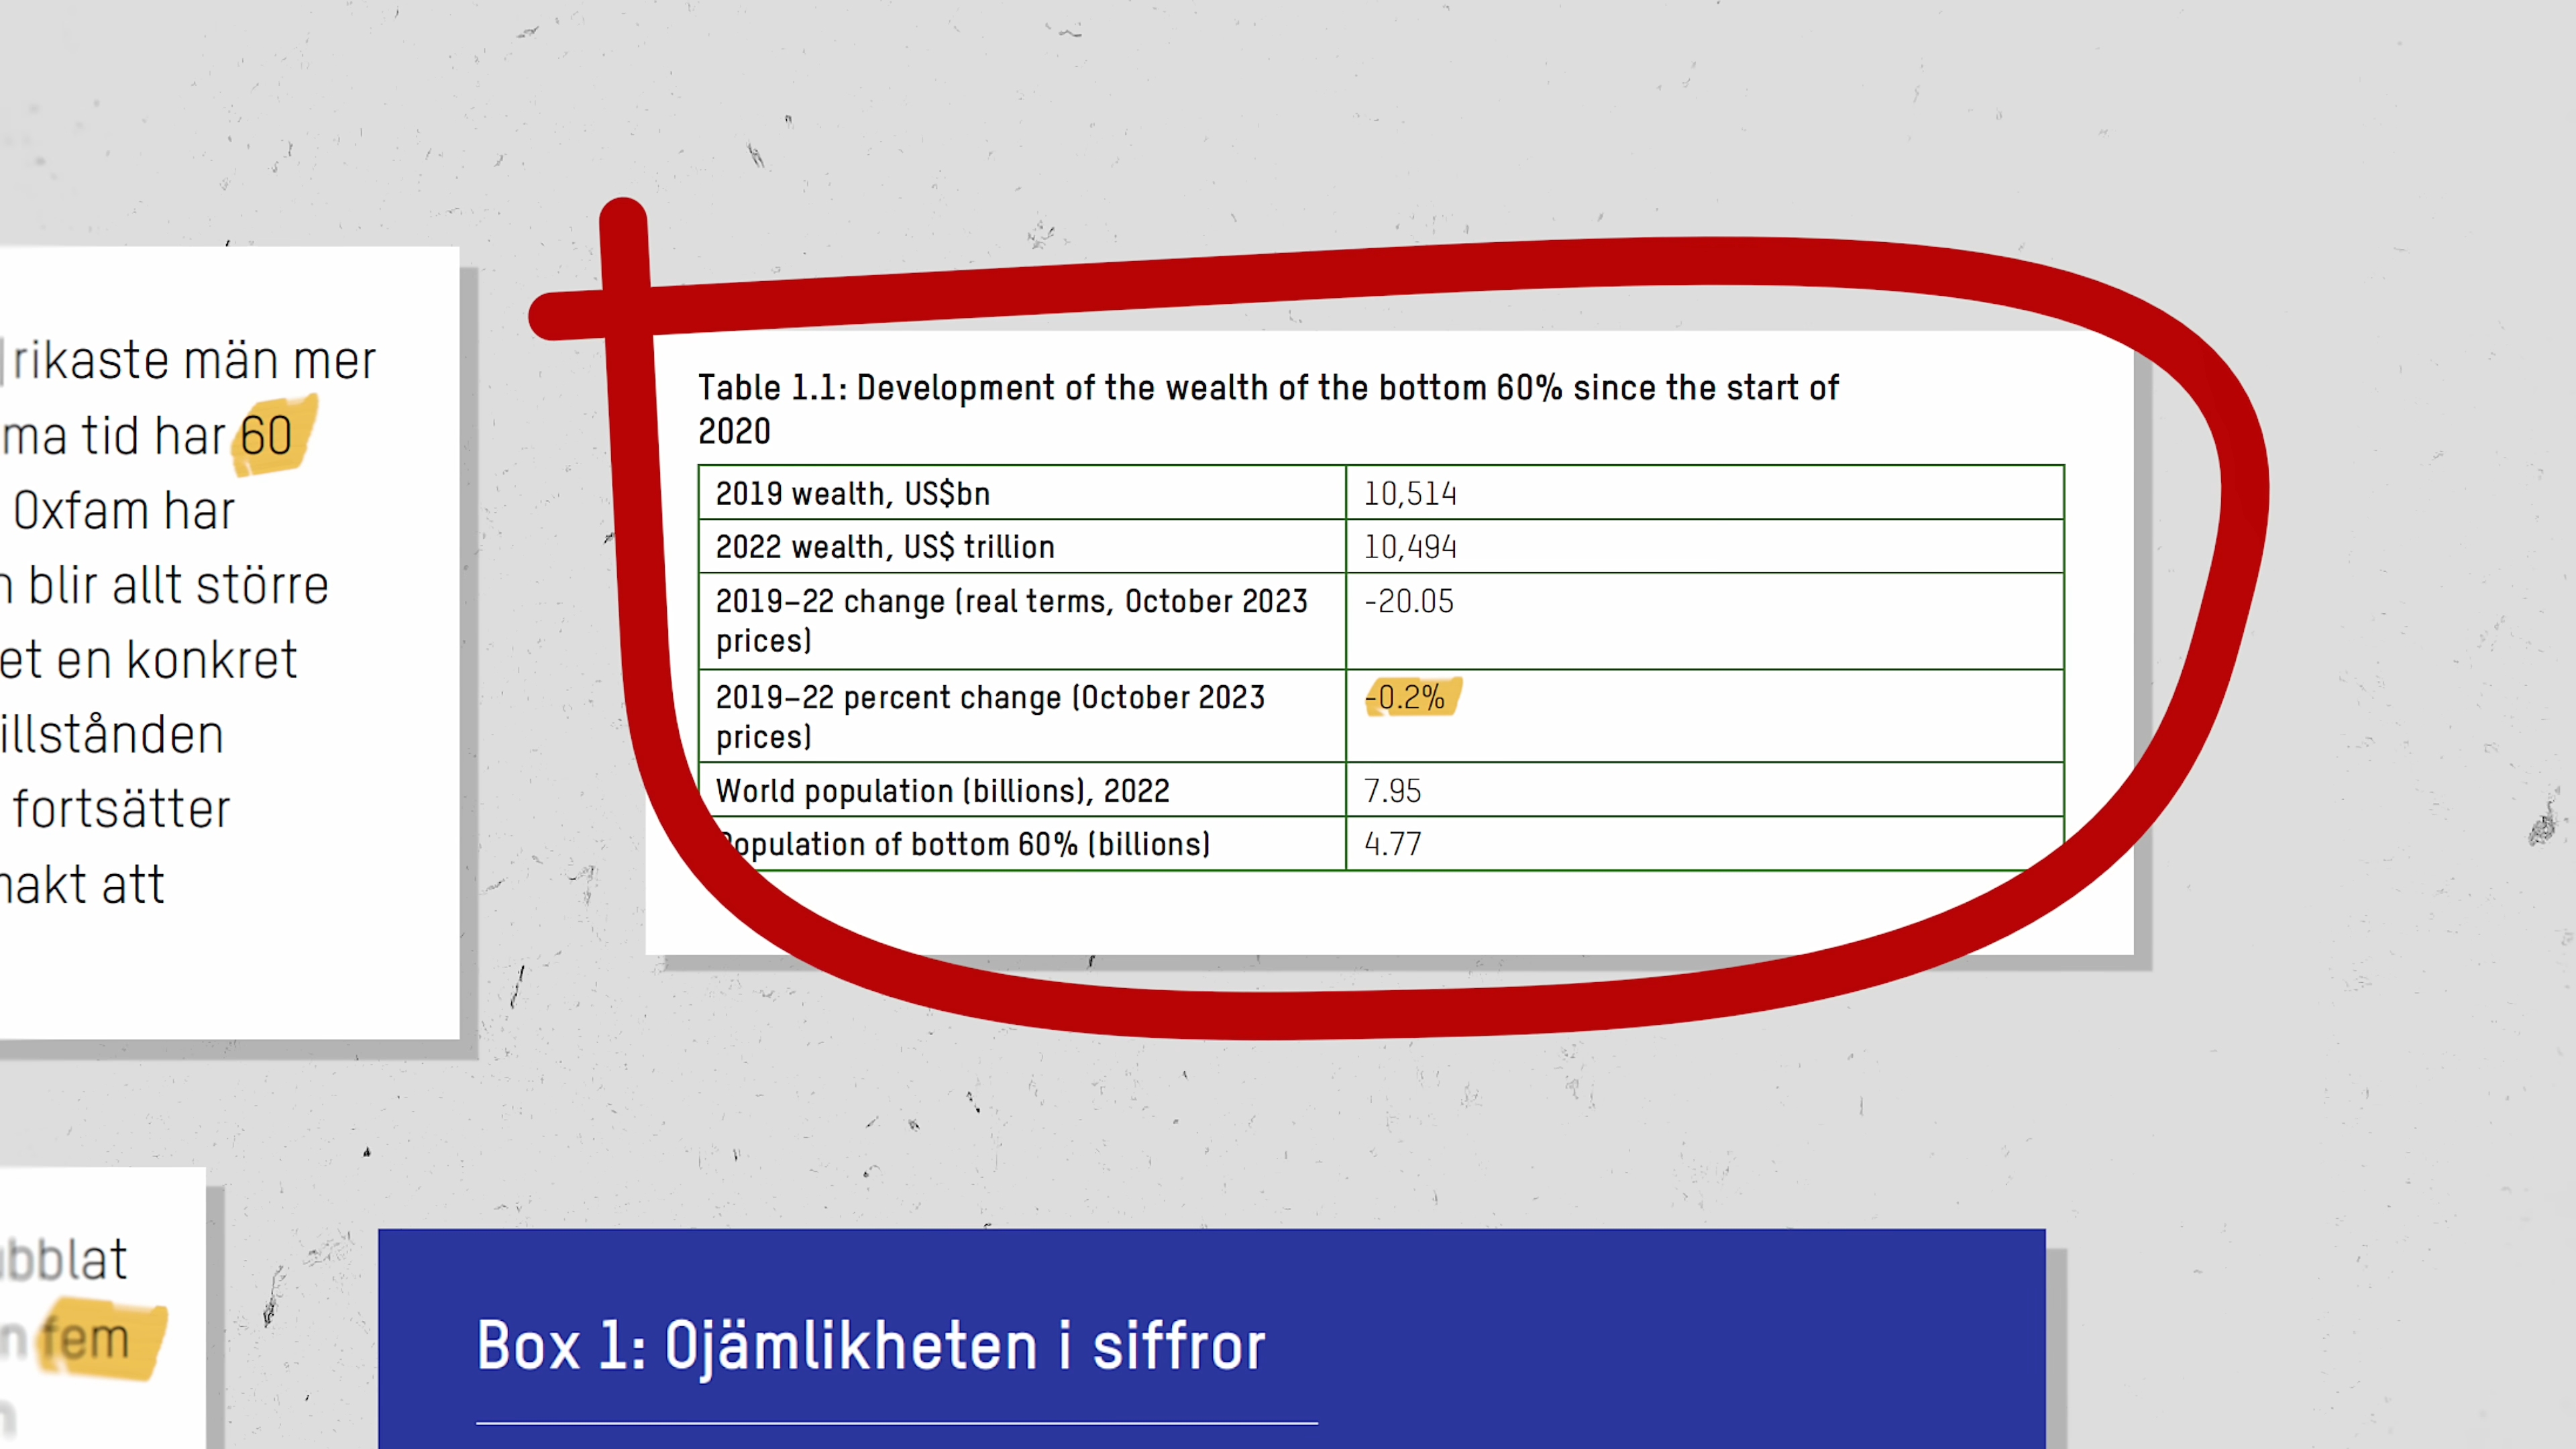 rikaste män mer
ma tid har 60
Oxfam har
blir allt större
et en konkret
illstånden
fortsätter
makt att
Table 1.1: Development of the wealth of the bottom 60% since the start of
2020
2019 wealth, US$bn 10,514
2022 wealth, US$ trillion 10,494
2019–22 change (real terms, October 2023 -20.05
prices)
2019–22 percent change (October 2023 -0.2%
prices)
World population (billions), 2022 7.95
Population of bottom 60% (billions) 4.77
bblat
fem
Box 1: Ojämlikheten i siffror